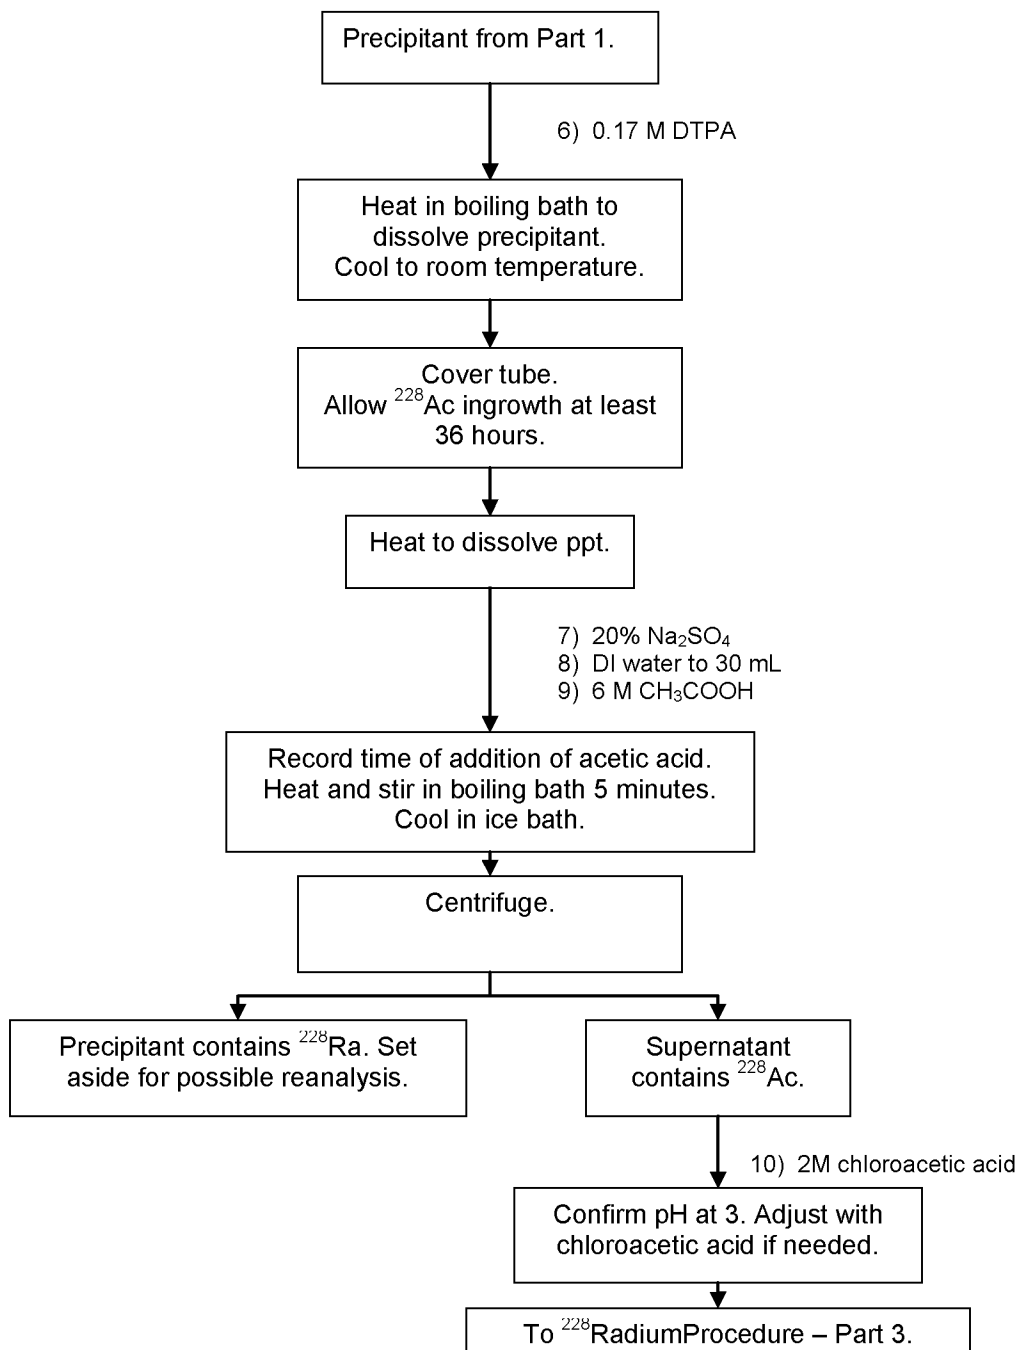 Precipitant from Part 1.
6) 0.17 M DTPA
Heat in boiling bath to
dissolve precipitant.
Cool to room temperature.
Cover tube.
Allow ²²⁸Ac ingrowth at least
36 hours.
Heat to dissolve ppt.
7) 20% Na₂SO₄
8) DI water to 30 mL
9) 6 M CH₃COOH
Record time of addition of acetic acid.
Heat and stir in boiling bath 5 minutes.
Cool in ice bath.
Centrifuge.
Precipitant contains ²²⁸Ra. Set
aside for possible reanalysis.
Supernatant
contains ²²⁸Ac.
10) 2M chloroacetic acid
Confirm pH at 3. Adjust with
chloroacetic acid if needed.
To ²²⁸RadiumProcedure – Part 3.